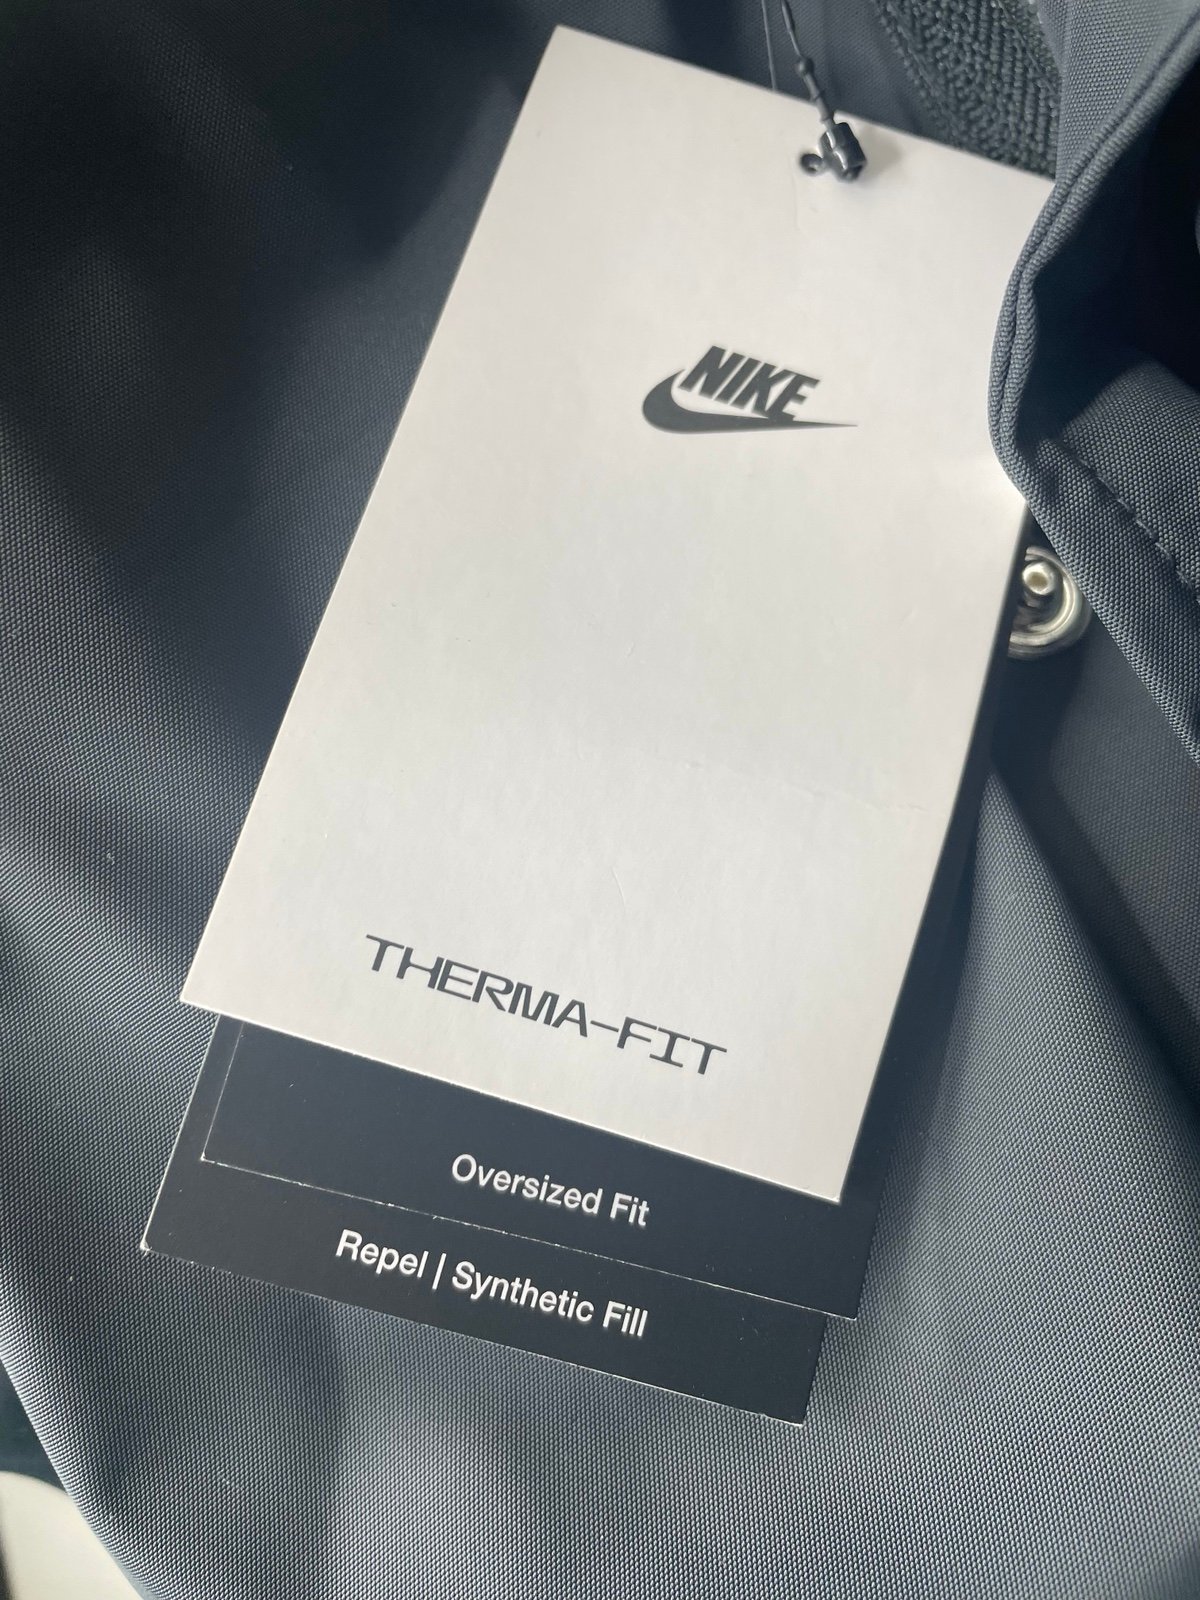 NIKE
THERMA-FIT
Oversized Fit
Repel | Synthetic Fill